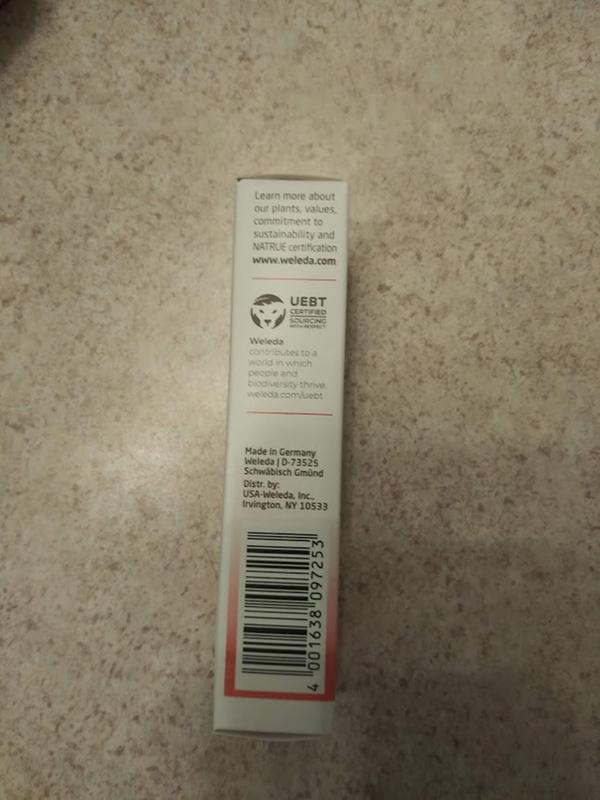 Learn more about
our plants, values,
commitment to
sustainability and
NATRUE certification
www.weleda.com
UEBT
CERTIFIED
SOURCING
WITH RESPECT
Weleda
contributes to a
world in which
people and
biodiversity thrive.
weleda.com/uebt
Made in Germany
Weleda | D-73525
Schwäbisch Gmünd
Distr. by:
USA-Weleda, Inc.,
Irvington, NY 10533
4 001638 097253